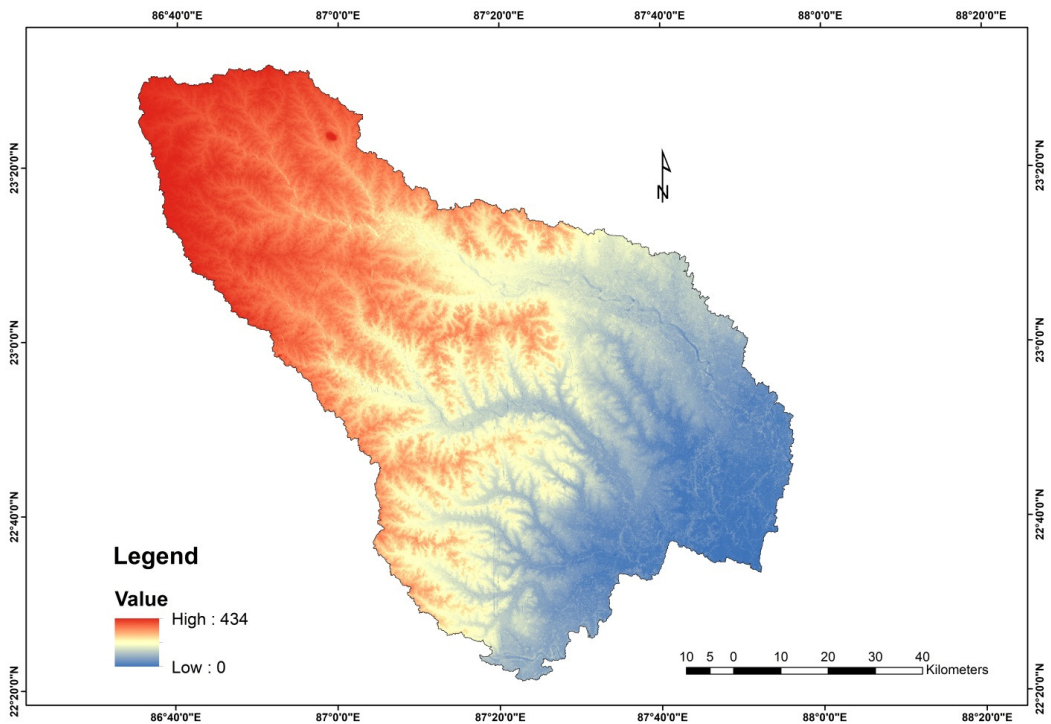 86°40'0"E 87°0'0"E 87°20'0"E 87°40'0"E 88°0'0"E 88°20'0"E
23°20'0"N 23°20'0"N
N
23°0'0"N 23°0'0"N
22°40'0"N 22°40'0"N
Legend
Value
High : 434
Low : 0
10 5 0 10 20 30 40
Kilometers
22°20'0"N 22°20'0"N
86°40'0"E 87°0'0"E 87°20'0"E 87°40'0"E 88°0'0"E 88°20'0"E